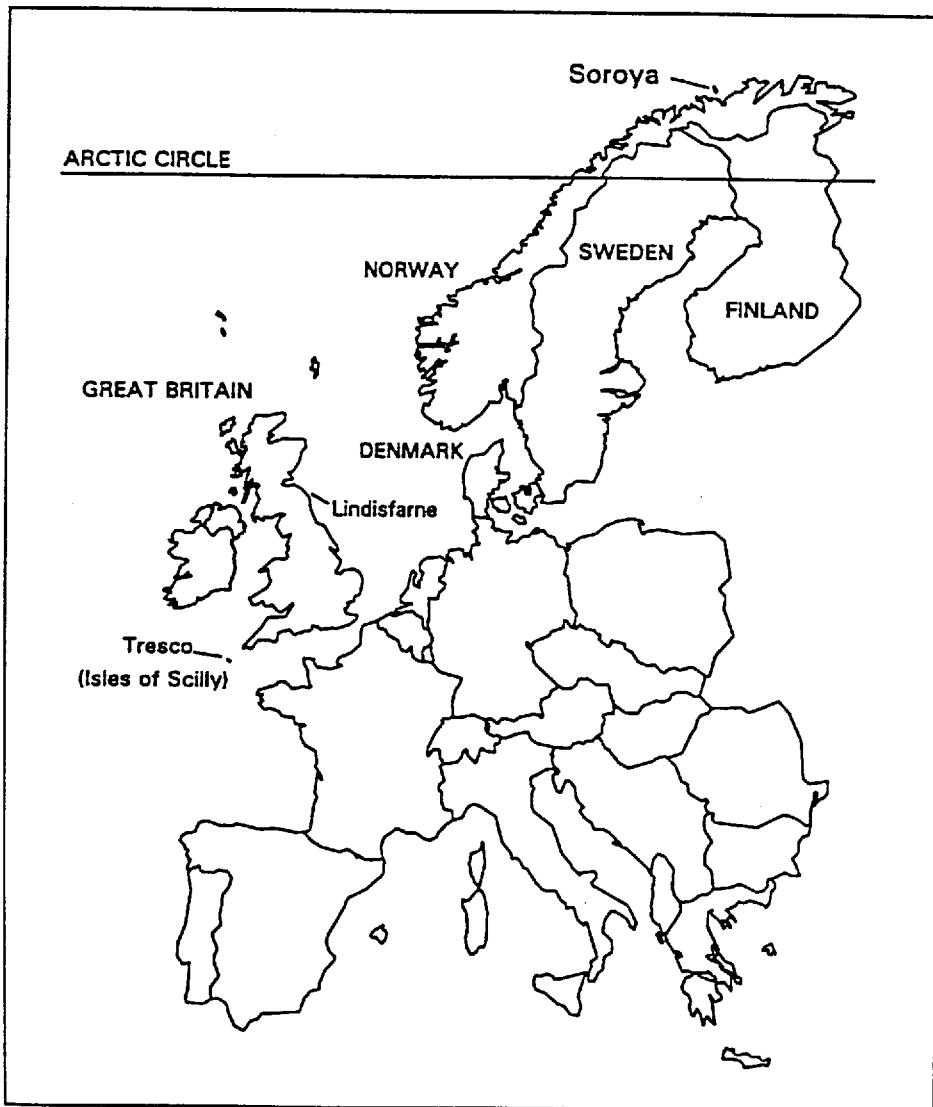 Soroya
ARCTIC CIRCLE
NORWAY
SWEDEN
FINLAND
GREAT BRITAIN
DENMARK
Lindisfarne
Tresco
(Isles of Scilly)